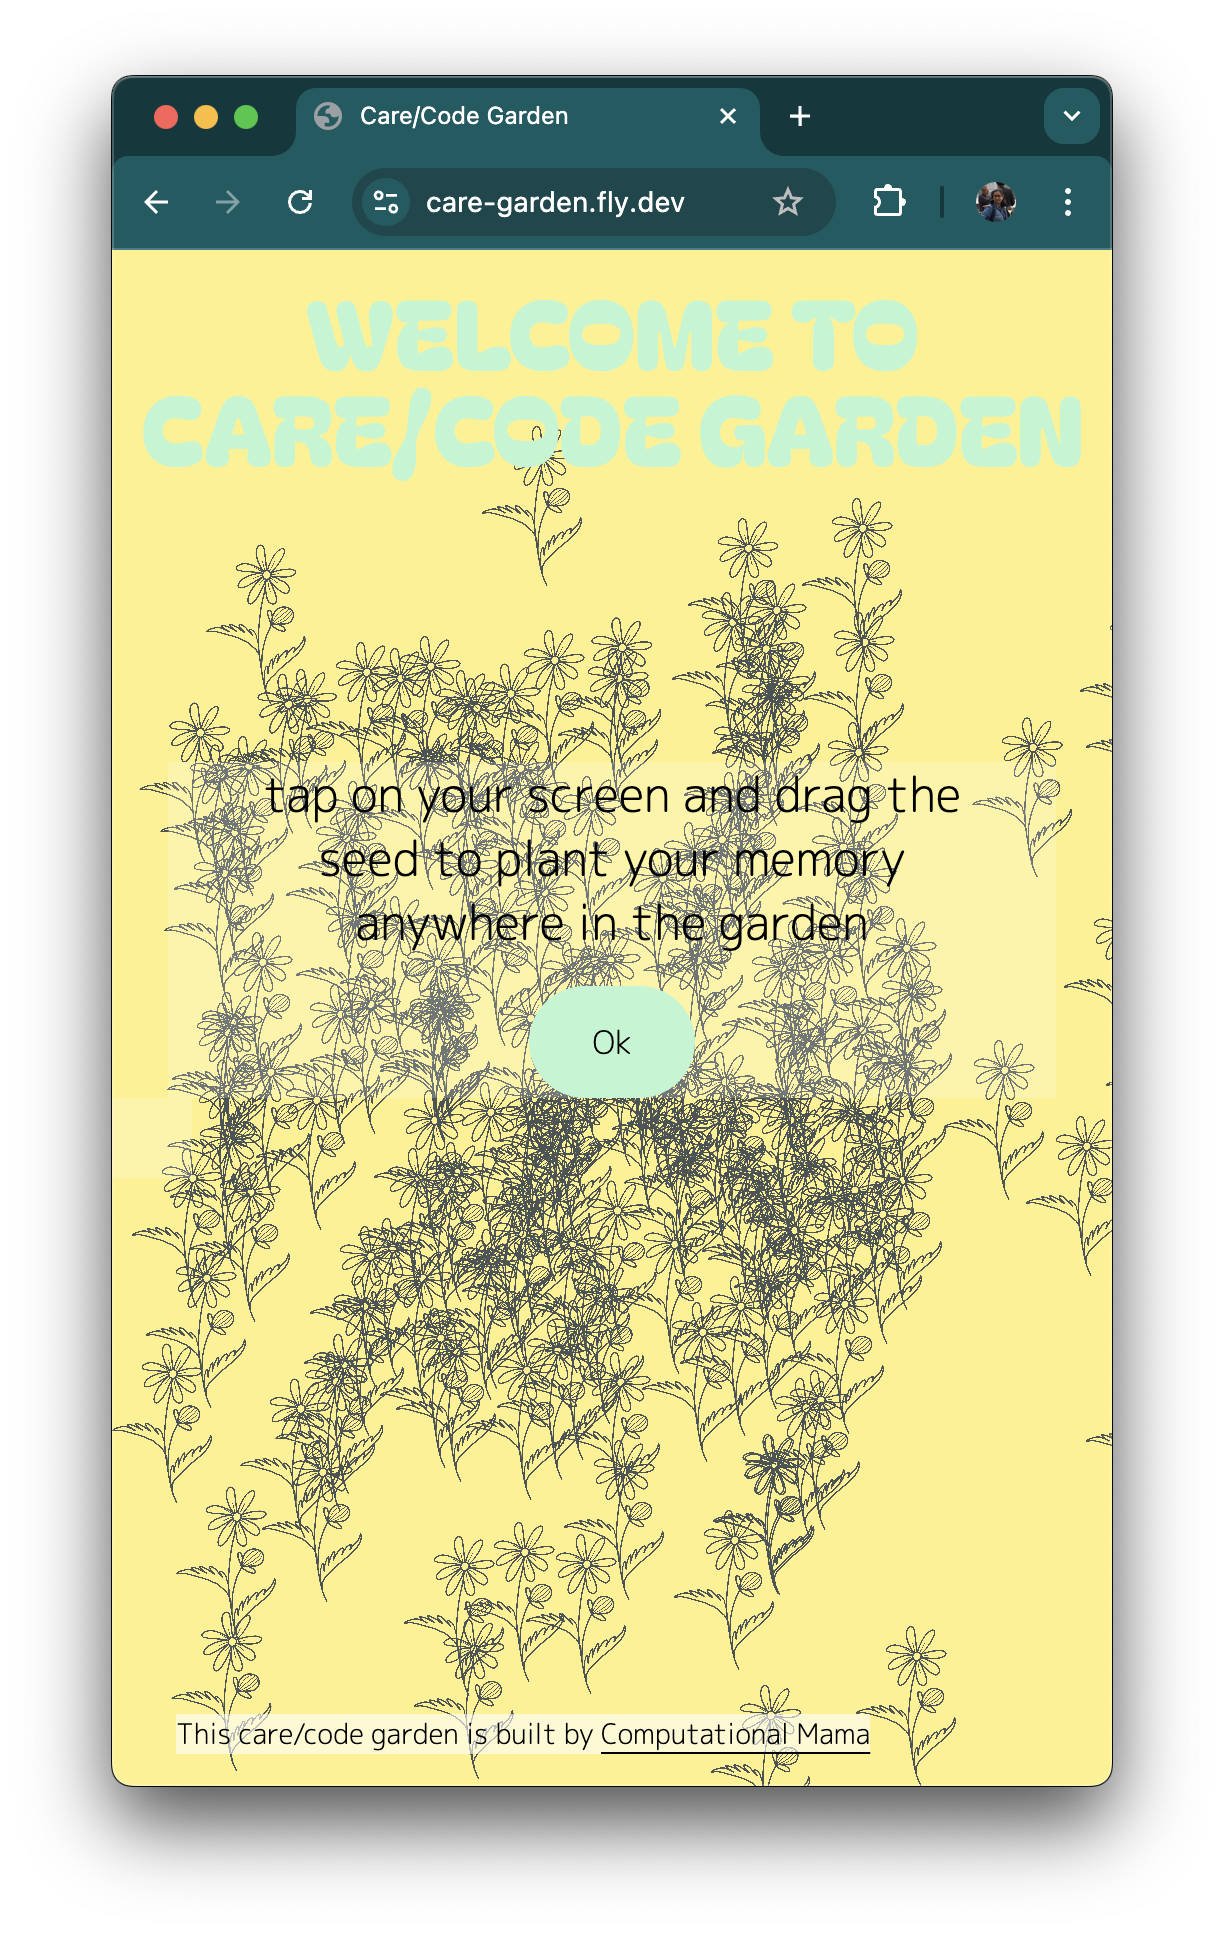 Care/Code Garden
care-garden.fly.dev
WELCOME TO
CARE/CODE GARDEN
tap on your screen and drag the
seed to plant your memory
anywhere in the garden
Ok
This care/code garden is built by Computational Mama